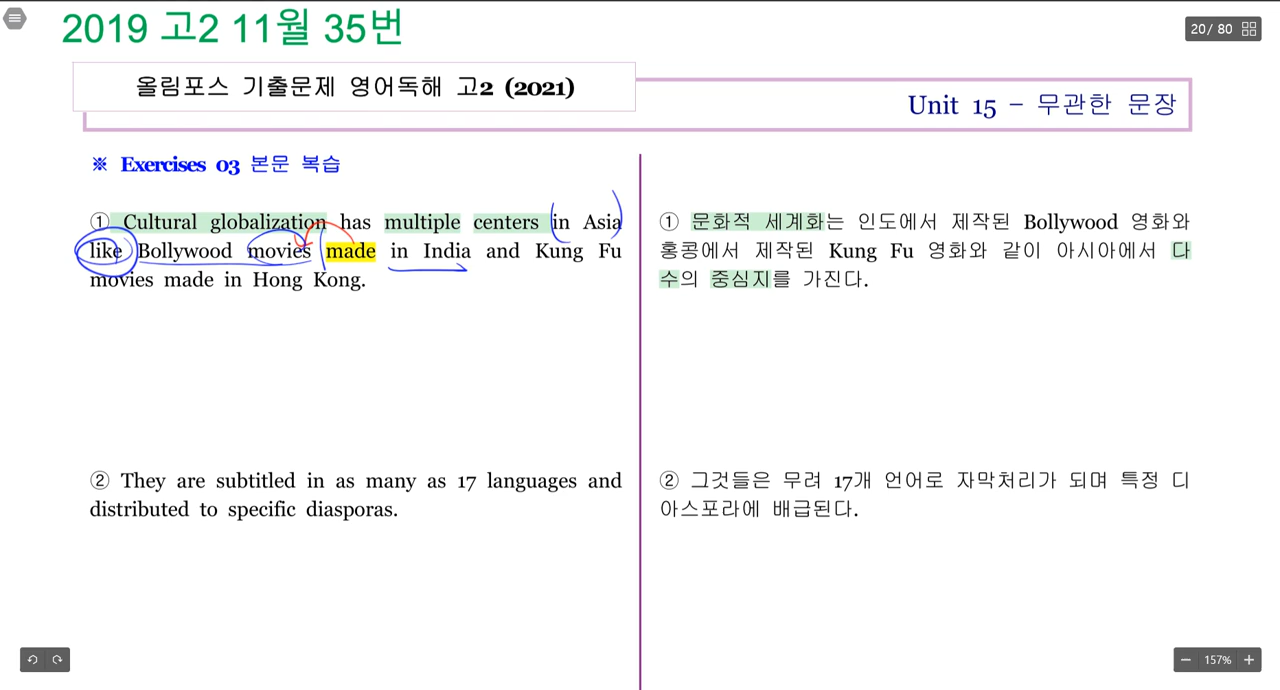 2019 고2 11월 35번
20/ 80
올림포스 기출문제 영어독해 고2 (2021)
Unit 15 - 무관한 문장
※ Exercises 03 본문 복습
① Cultural globalization has multiple centers in Asia
like Bollywood movies made in India and Kung Fu
movies made in Hong Kong.
② They are subtitled in as many as 17 languages and
distributed to specific diasporas.
① 문화적 세계화는 인도에서 제작된 Bollywood 영화와
홍콩에서 제작된 Kung Fu 영화와 같이 아시아에서 다
수의 중심지를 가진다.
② 그것들은 무려 17개 언어로 자막처리가 되며 특정 디
아스포라에 배급된다.
157%